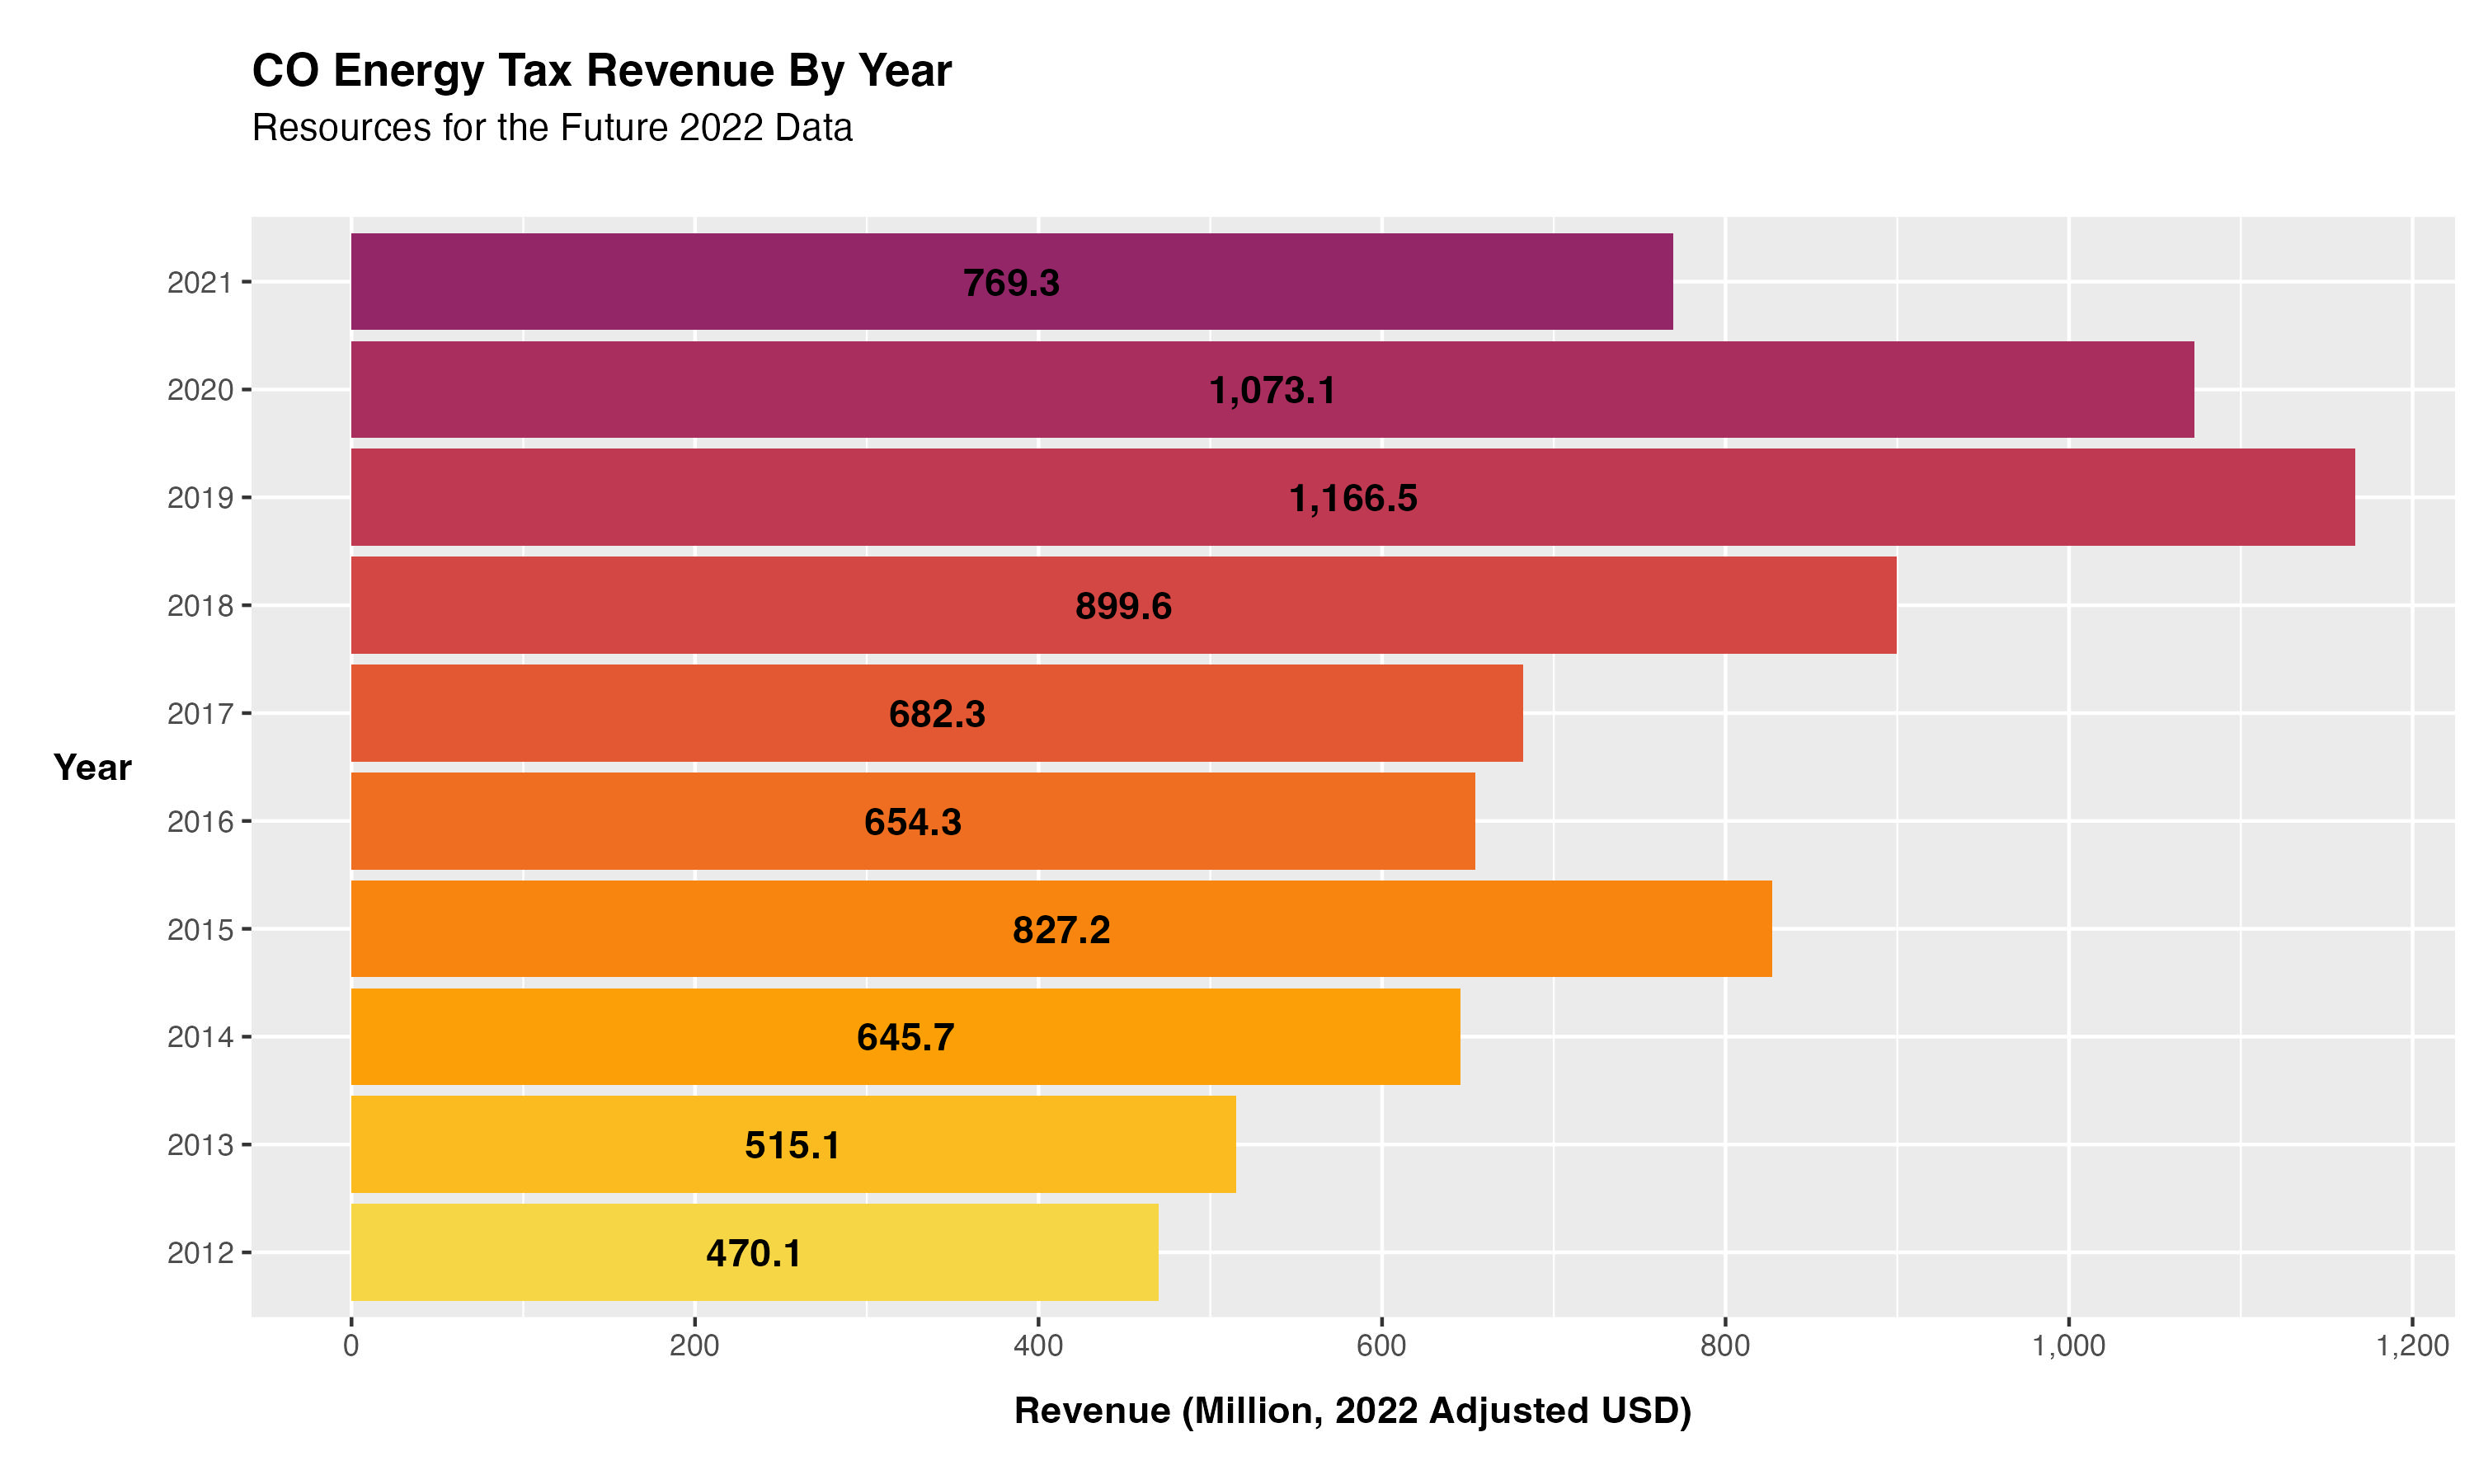 CO Energy Tax Revenue By Year
Resources for the Future 2022 Data
2021 769.3
2020 1,073.1
2019 1,166.5
2018 899.6
2017 682.3
Year
2016 654.3
2015 827.2
2014 645.7
2013 515.1
2012 470.1
0 200 400 600 800 1,000 1,200
Revenue (Million, 2022 Adjusted USD)